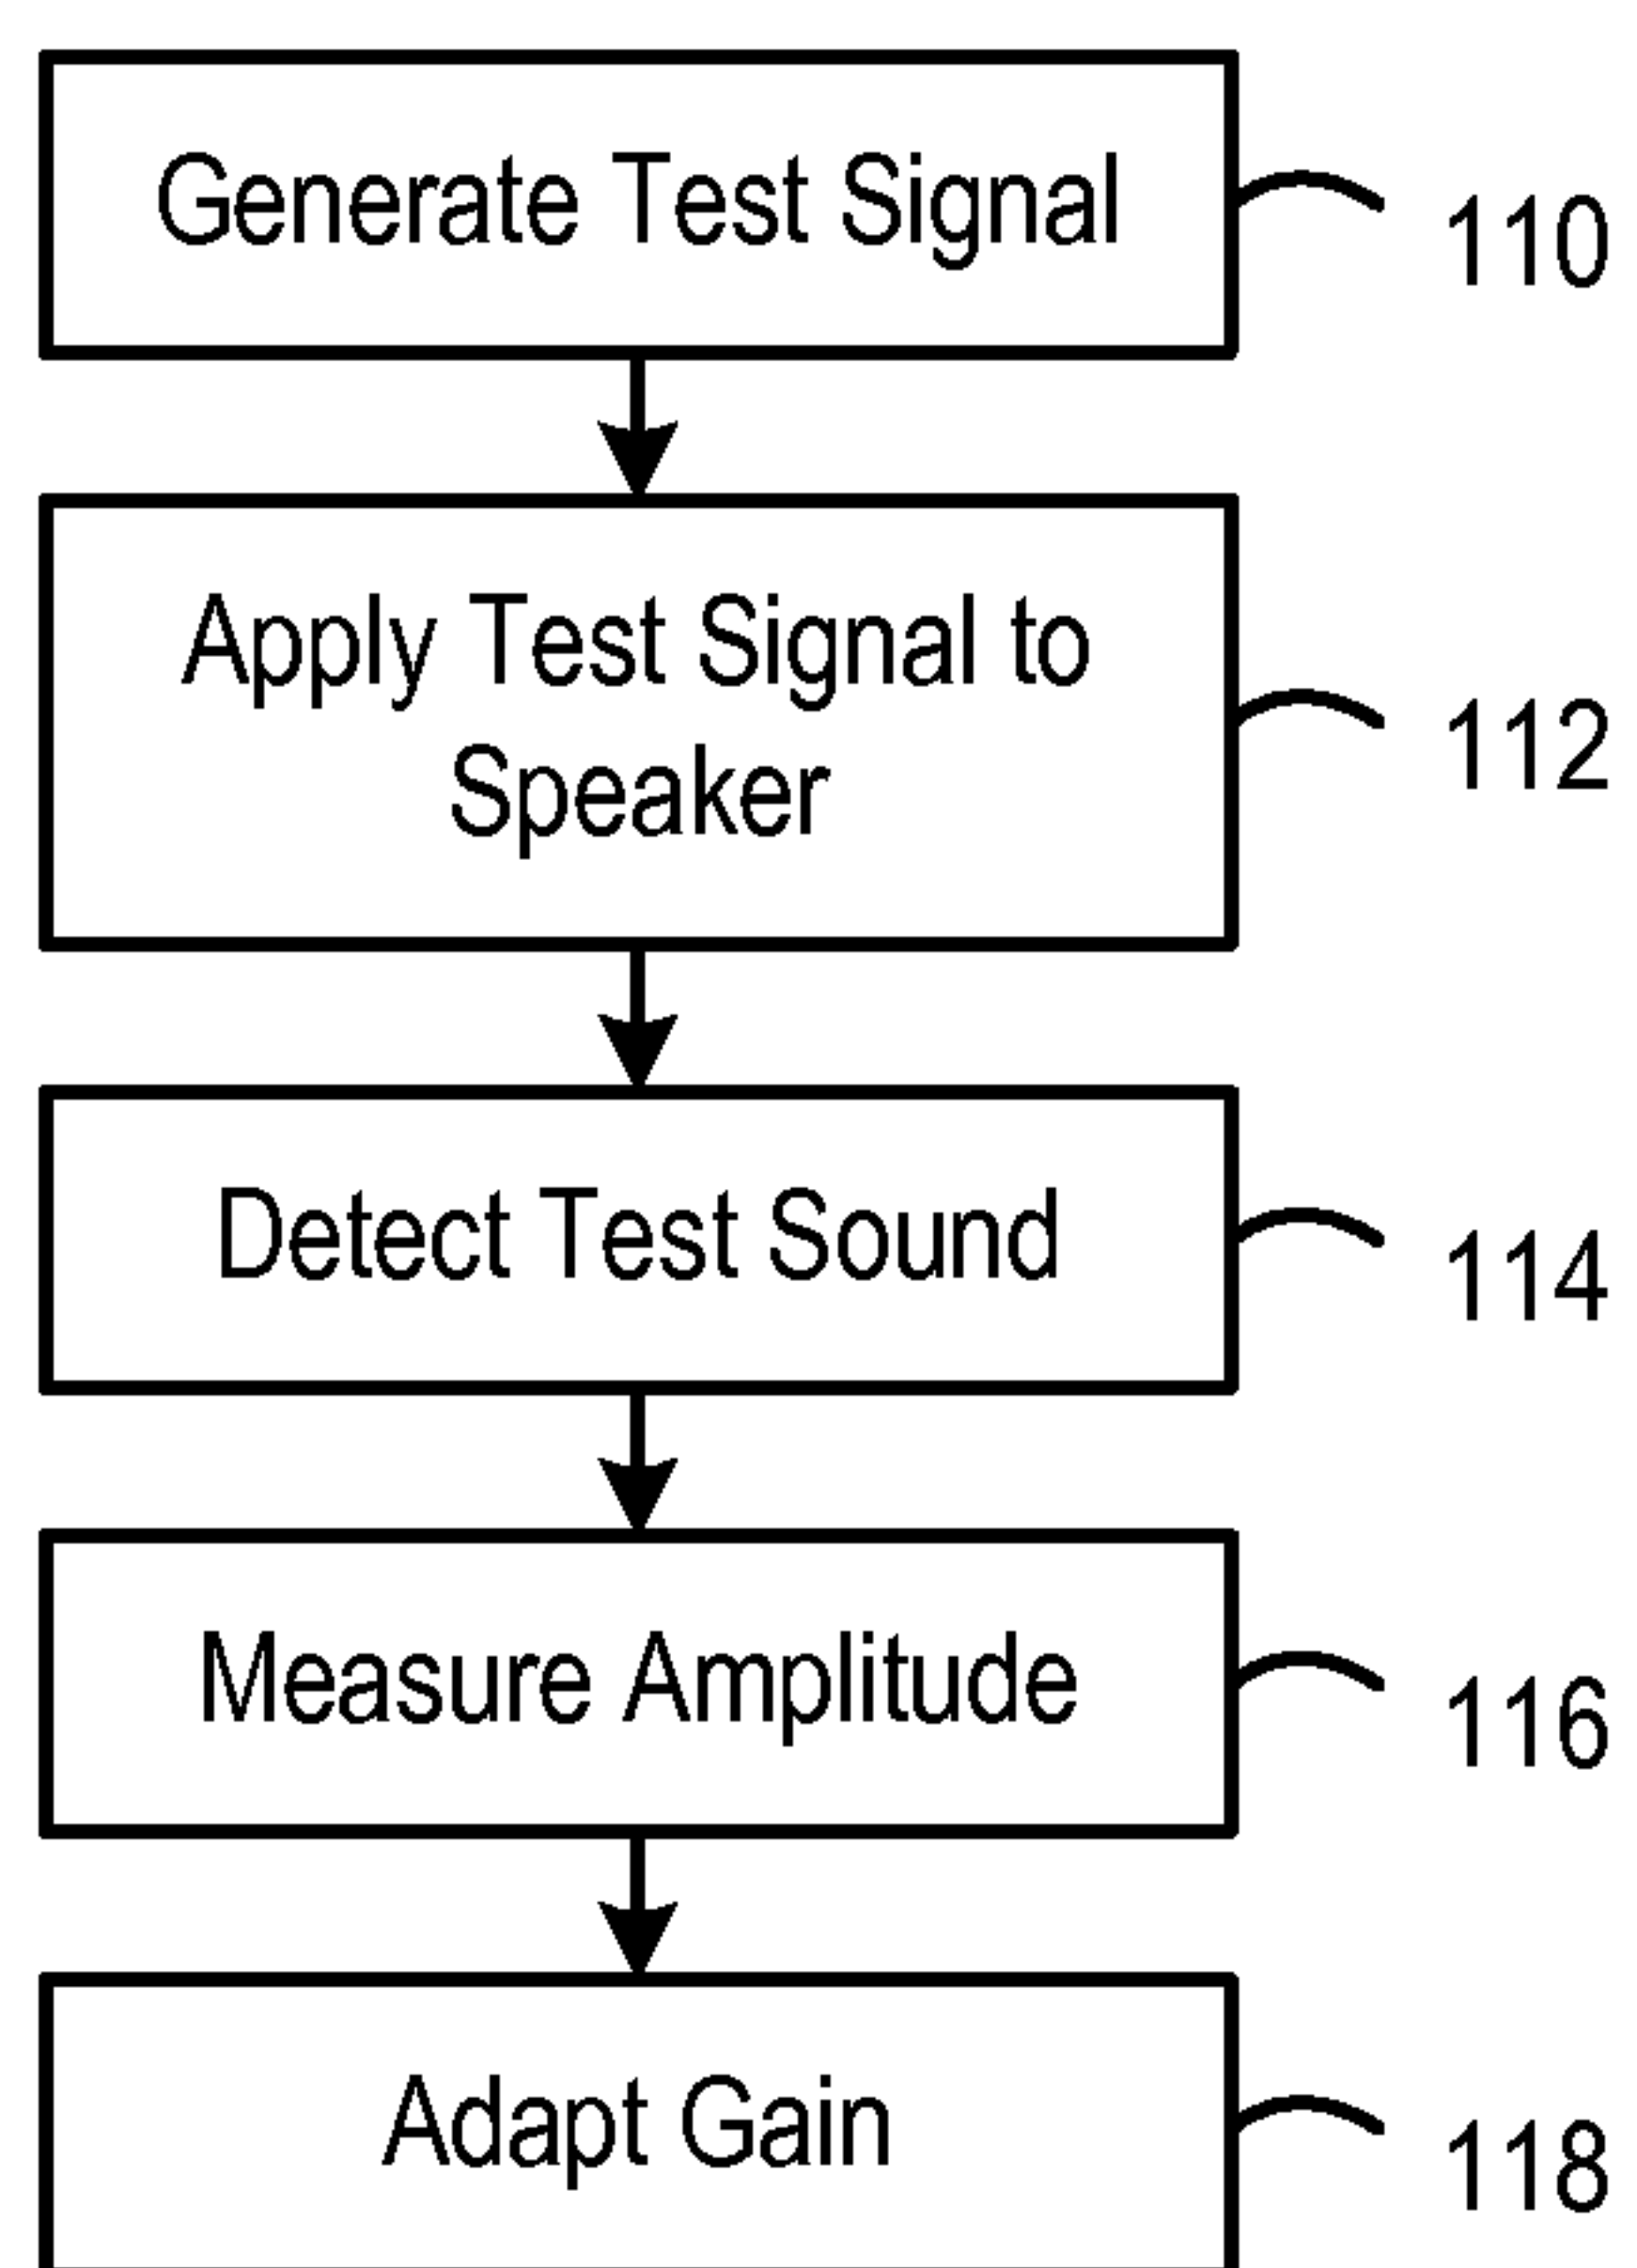 Generate Test Signal
110
Apply Test Signal to
Speaker
112
Detect Test Sound
114
Measure Amplitude
116
Adapt Gain
118